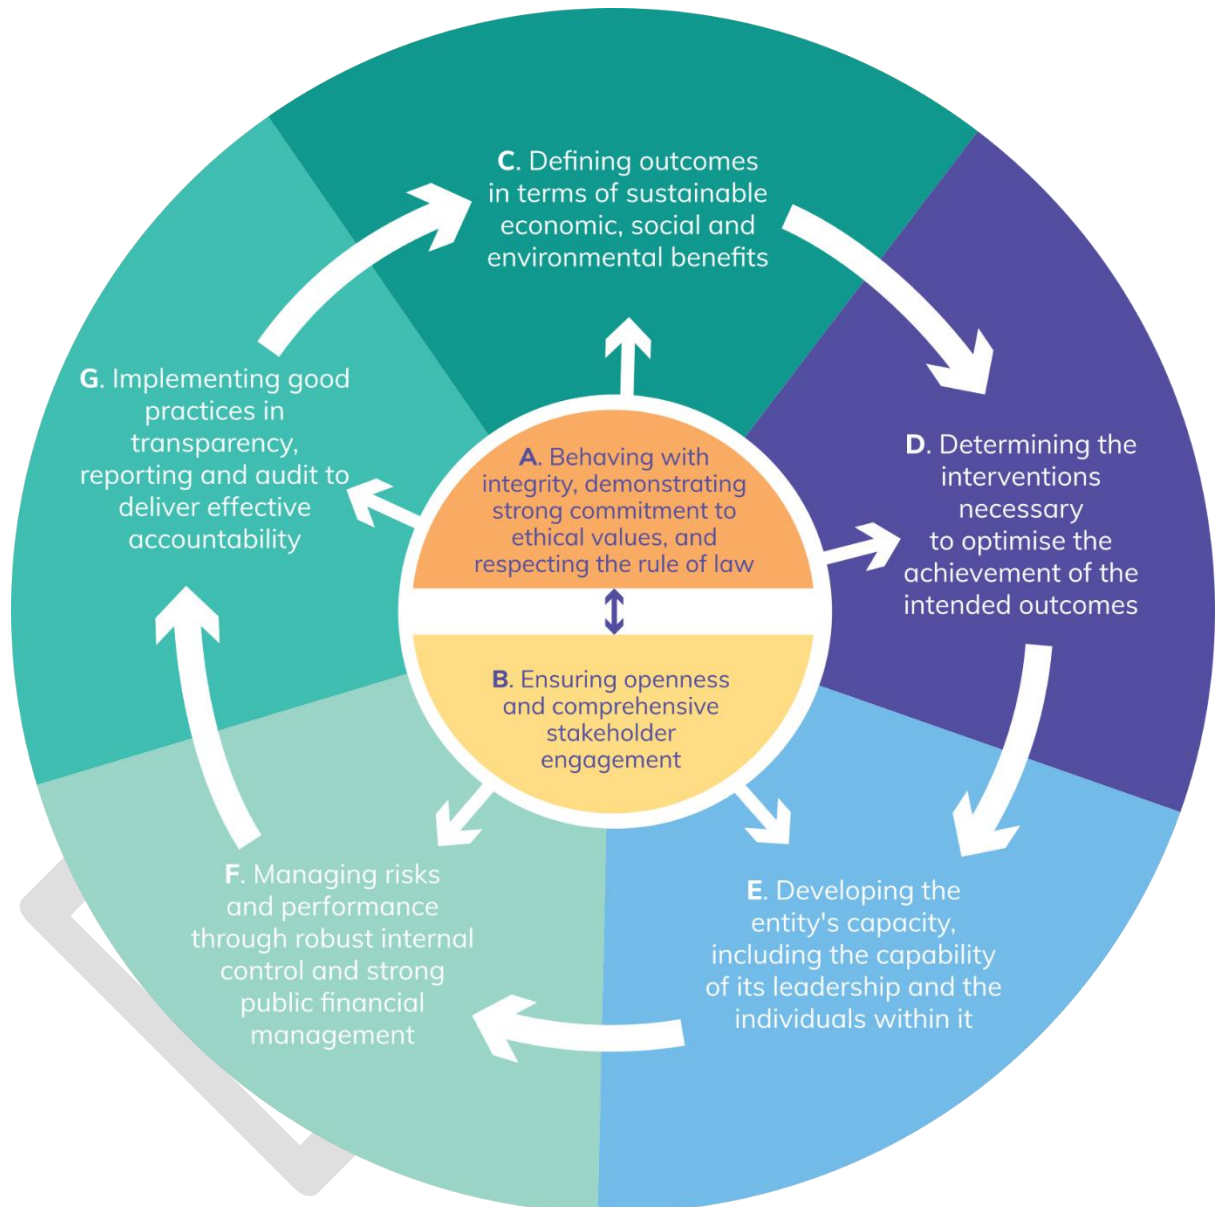 C. Defining outcomes
in terms of sustainable
economic, social and
environmental benefits
G. Implementing good
practices in
transparency,
reporting and audit to
deliver effective
accountability
A. Behaving with
integrity, demonstrating
strong commitment to
ethical values, and
respecting the rule of law
D. Determining the
interventions
necessary
to optimise the
achievement of the
intended outcomes
B. Ensuring openness
and comprehensive
stakeholder
engagement
F. Managing risks
and performance
through robust internal
control and strong
public financial
management
E. Developing the
entity's capacity,
including the capability
of its leadership and the
individuals within it